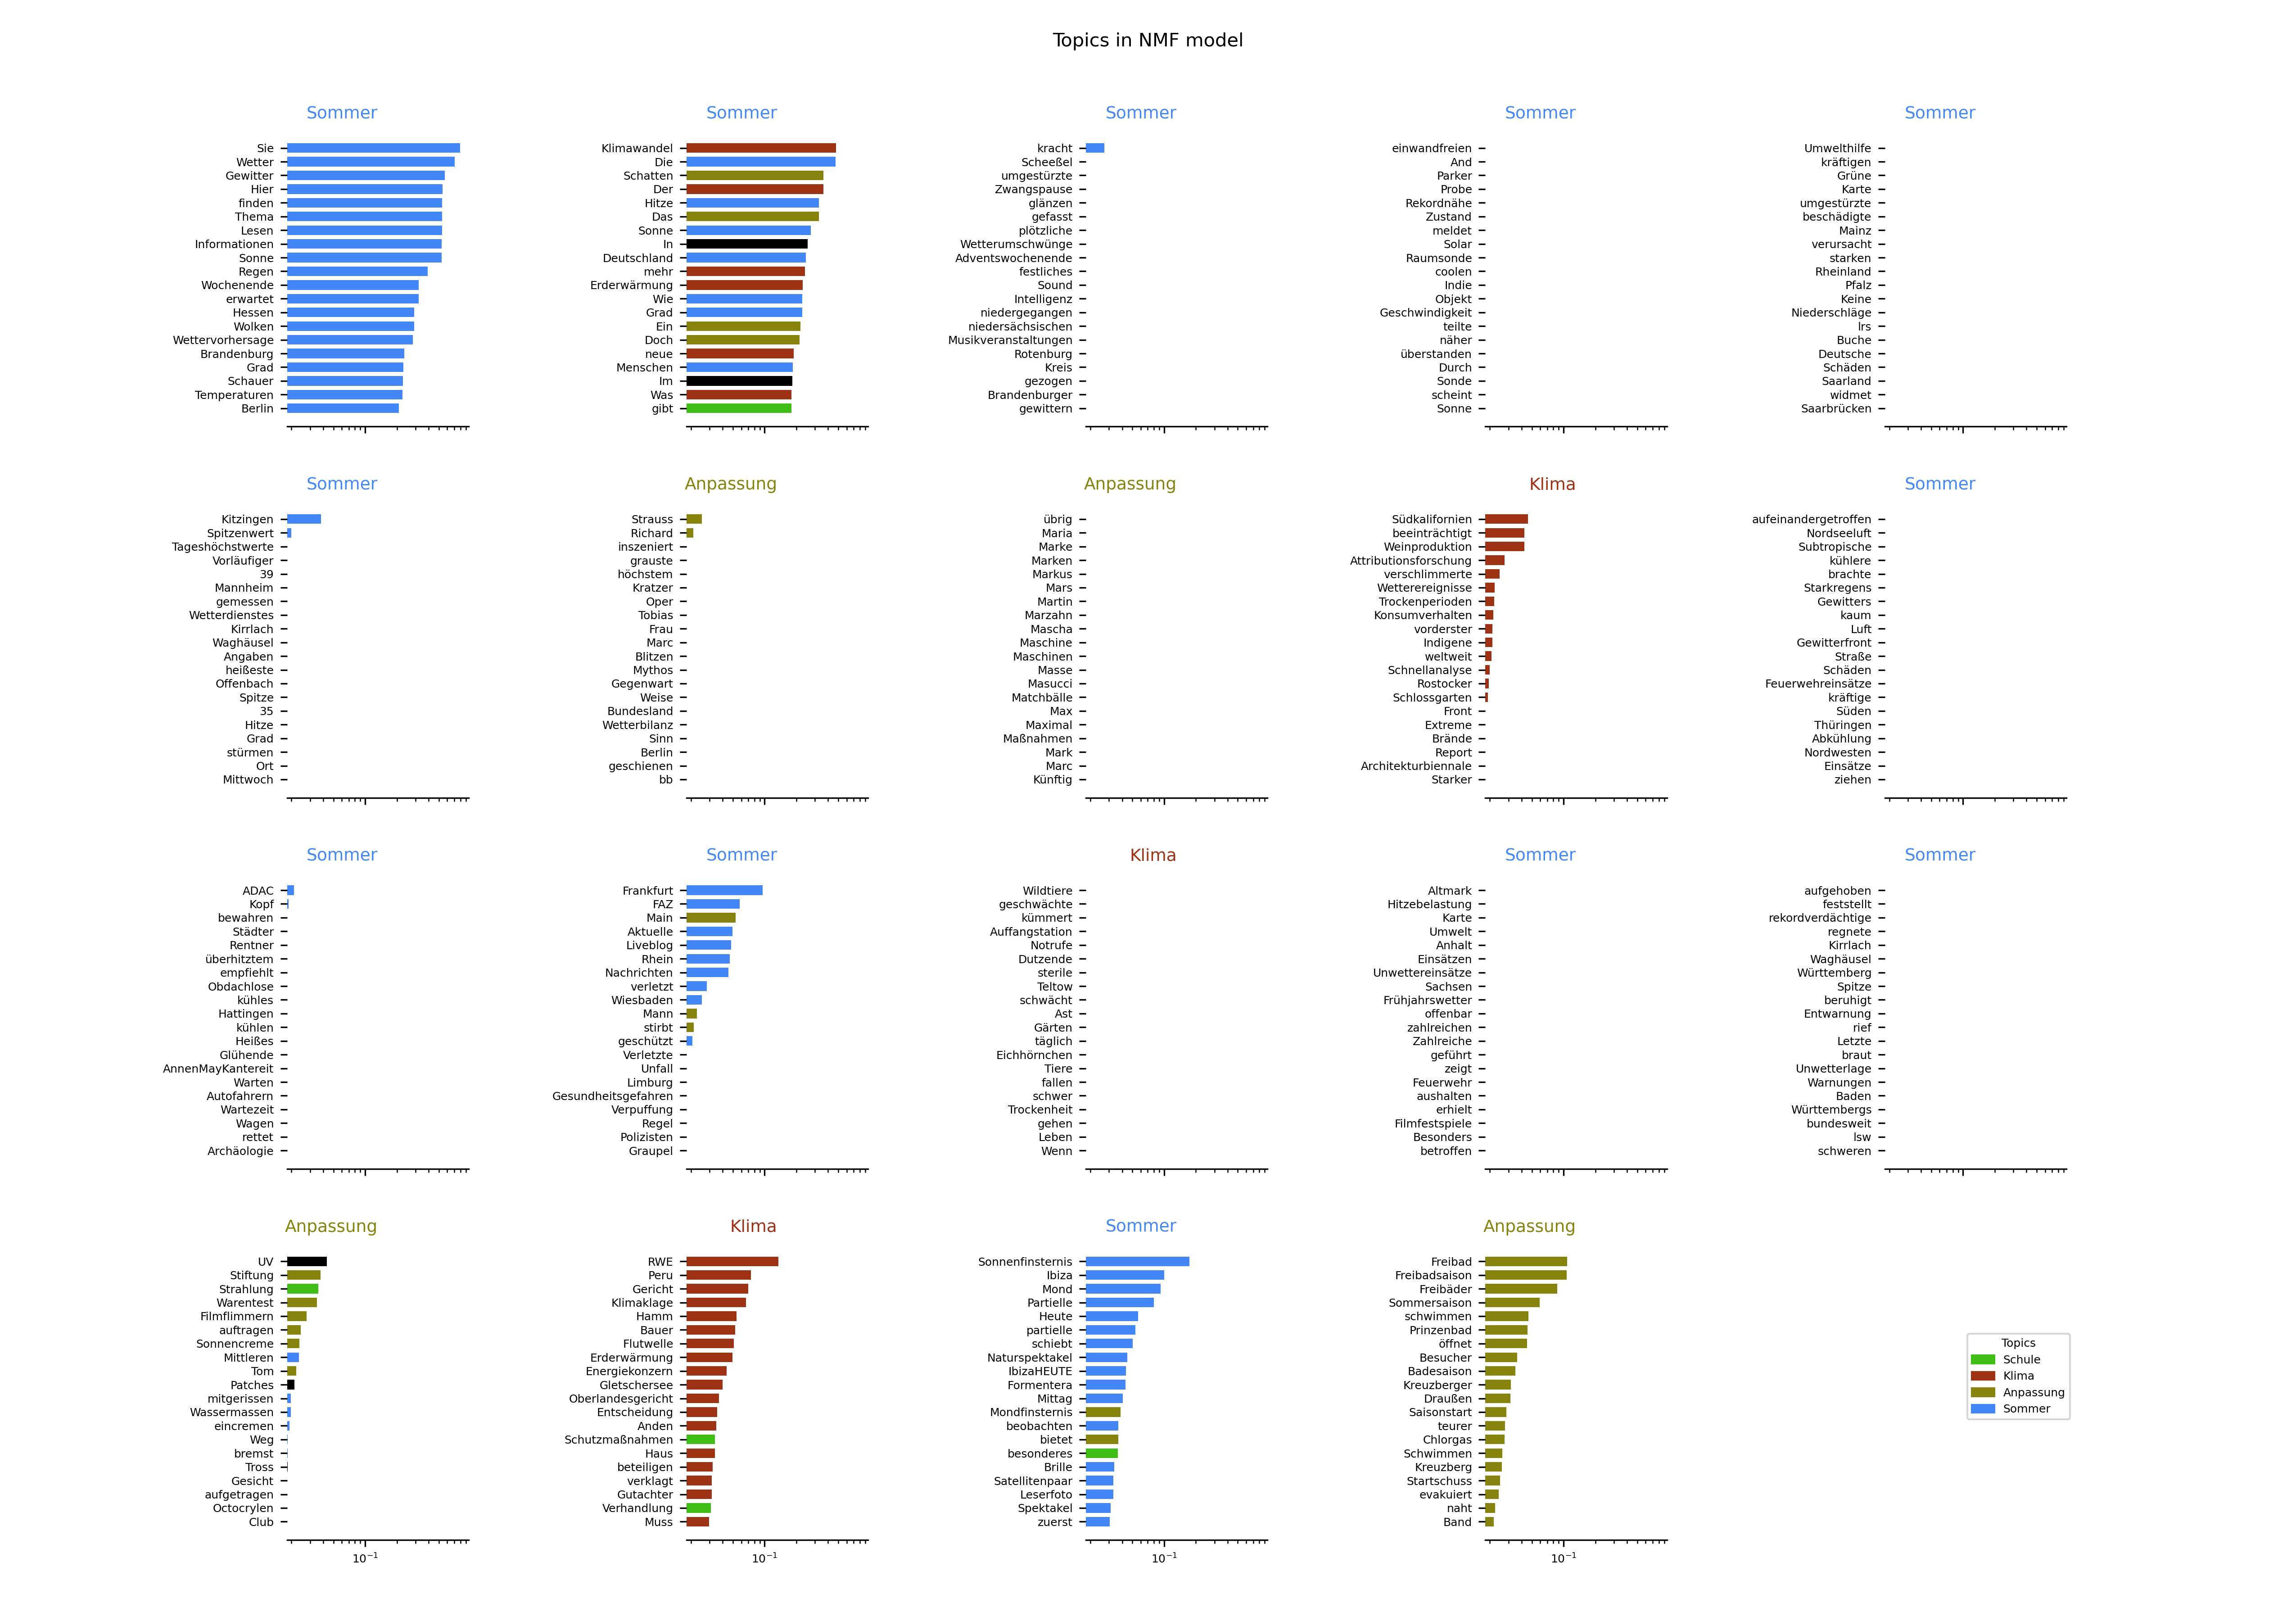 Topics in NMF model
Sommer
Sie
Wetter
Gewitter
Hier
finden
Thema
Lesen
Informationen
Sonne
Regen
Wochenende
erwartet
Hessen
Wolken
Wettervorhersage
Brandenburg
Grad
Schauer
Temperaturen
Berlin
Sommer
Klimawandel
Die
Schatten
Der
Hitze
Das
Sonne
In
Deutschland
mehr
Erderwärmung
Wie
Grad
Ein
Doch
neue
Menschen
Im
Was
gibt
Sommer
kracht
Scheeßel
umgestürzte
Zwangspause
glänzen
gefasst
plötzliche
Wetterumschwünge
Adventswochenende
festliches
Sound
Intelligenz
niedergegangen
niedersächsischen
Musikveranstaltungen
Rotenburg
Kreis
gezogen
Brandenburger
gewittern
Sommer
einwandfreien
And
Parker
Probe
Rekordnähe
Zustand
meldet
Solar
Raumsonde
coolen
Indie
Objekt
Geschwindigkeit
teilte
näher
überstanden
Durch
Sonde
scheint
Sonne
Sommer
Umwelthilfe
kräftigen
Grüne
Karte
umgestürzte
beschädigte
Mainz
verursacht
starken
Rheinland
Pfalz
Keine
Niederschläge
lrs
Buche
Deutsche
Schäden
Saarland
widmet
Saarbrücken
Sommer
Kitzingen
Spitzenwert
Tageshöchstwerte
Vorläufiger
39
Mannheim
gemessen
Wetterdienstes
Kirrlach
Waghäusel
Angaben
heißeste
Offenbach
Spitze
35
Hitze
Grad
stürmen
Ort
Mittwoch
Anpassung
Strauss
Richard
inszeniert
grauste
höchstem
Kratzer
Oper
Tobias
Frau
Marc
Blitzen
Mythos
Gegenwart
Weise
Bundesland
Wetterbilanz
Sinn
Berlin
geschienen
bb
Anpassung
übrig
Maria
Marke
Marken
Markus
Mars
Martin
Marzahn
Mascha
Maschine
Maschinen
Masse
Masucci
Matchbälle
Max
Maximal
Maßnahmen
Mark
Marc
Künftig
Klima
Südkalifornien
beeinträchtigt
Weinproduktion
Attributionsforschung
verschlimmerte
Wetterereignisse
Trockenperioden
Konsumverhalten
vorderster
Indigene
weltweit
Schnellanalyse
Rostocker
Schlossgarten
Front
Extreme
Brände
Report
Architekturbiennale
Starker
Sommer
aufeinandergetroffen
Nordseeluft
Subtropische
kühlere
brachte
Starkregens
Gewitters
kaum
Luft
Gewitterfront
Straße
Schäden
Feuerwehreinsätze
kräftige
Süden
Thüringen
Abkühlung
Nordwesten
Einsätze
ziehen
Sommer
ADAC
Kopf
bewahren
Städter
Rentner
überhitztem
empfiehlt
Obdachlose
kühles
Hattingen
kühlen
Heißes
Glühende
AnnenMayKantereit
Warten
Autofahrern
Wartezeit
Wagen
rettet
Archäologie
Sommer
Frankfurt
FAZ
Main
Aktuelle
Liveblog
Rhein
Nachrichten
verletzt
Wiesbaden
Mann
stirbt
geschützt
Verletzte
Unfall
Limburg
Gesundheitsgefahren
Verpuffung
Regel
Polizisten
Graupel
Klima
Wildtiere
geschwächte
kümmert
Auffangstation
Notrufe
Dutzende
sterile
Teltow
schwächt
Ast
Gärten
täglich
Eichhörnchen
Tiere
fallen
schwer
Trockenheit
gehen
Leben
Wenn
Sommer
Altmark
Hitzebelastung
Karte
Umwelt
Anhalt
Einsätzen
Unwettereinsätze
Sachsen
Frühjahrswetter
offenbar
zahlreichen
Zahlreiche
geführt
zeigt
Feuerwehr
aushalten
erhielt
Filmfestspiele
Besonders
betroffen
Sommer
aufgehoben
feststellt
rekordverdächtige
regnete
Kirrlach
Waghäusel
Württemberg
Spitze
beruhigt
Entwarnung
rief
Letzte
braut
Unwetterlage
Warnungen
Baden
Württembergs
bundesweit
lsw
schweren
Anpassung
UV
Stiftung
Strahlung
Warentest
Filmflimmern
auftragen
Sonnencreme
Mittleren
Tom
Patches
mitgerissen
Wassermassen
eincremen
Weg
bremst
Tross
Gesicht
aufgetragen
Octocrylen
Club
10⁻¹
Klima
RWE
Peru
Gericht
Klimaklage
Hamm
Bauer
Flutwelle
Erderwärmung
Energiekonzern
Gletschersee
Oberlandesgericht
Entscheidung
Anden
Schutzmaßnahmen
Haus
beteiligen
verklagt
Gutachter
Verhandlung
Muss
10⁻¹
Sommer
Sonnenfinsternis
Ibiza
Mond
Partielle
Heute
partielle
schiebt
Naturspektakel
IbizaHEUTE
Formentera
Mittag
Mondfinsternis
beobachten
bietet
besonderes
Brille
Satellitenpaar
Leserfoto
Spektakel
zuerst
10⁻¹
Anpassung
Freibad
Freibadsaison
Freibäder
Sommersaison
schwimmen
Prinzenbad
öffnet
Besucher
Badesaison
Kreuzberger
Draußen
Saisonstart
teurer
Chlorgas
Schwimmen
Kreuzberg
Startschuss
evakuiert
naht
Band
10⁻¹
Topics
Schule
Klima
Anpassung
Sommer